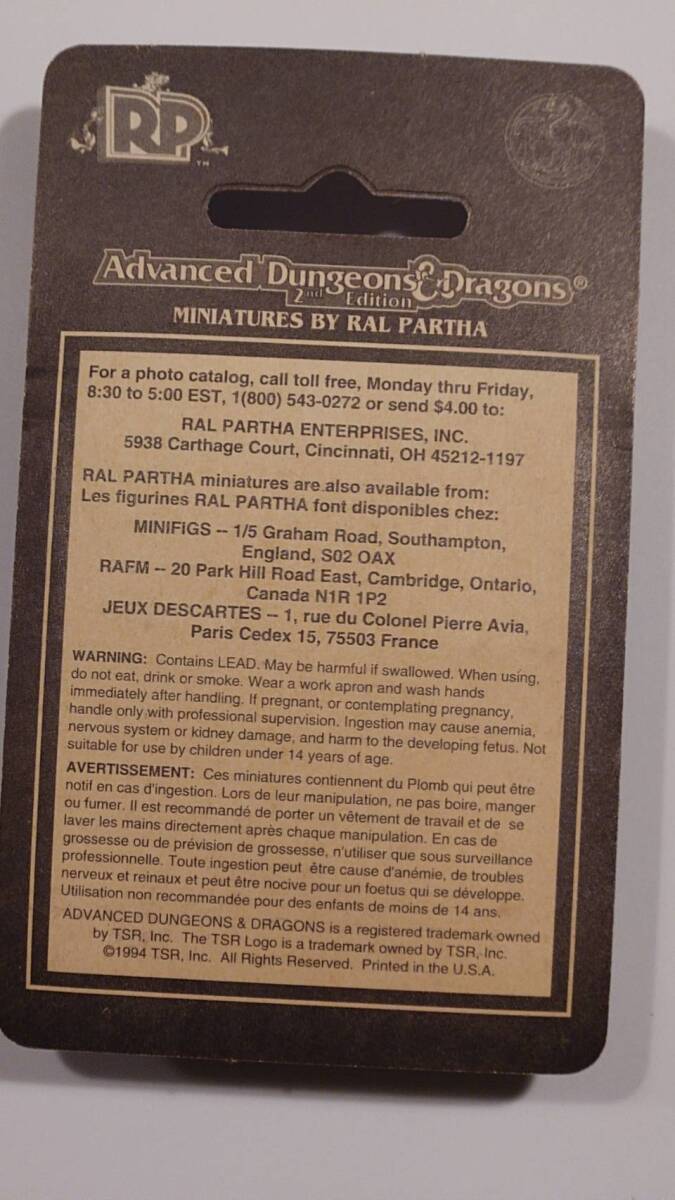 RP™
Advanced Dungeons & Dragons®
2nd Edition
MINIATURES BY RAL PARTHA
For a photo catalog, call toll free, Monday thru Friday,
8:30 to 5:00 EST, 1(800) 543-0272 or send $4.00 to:
RAL PARTHA ENTERPRISES, INC.
5938 Carthage Court, Cincinnati, OH 45212-1197
RAL PARTHA miniatures are also available from:
Les figurines RAL PARTHA font disponibles chez:
MINIFIGS -- 1/5 Graham Road, Southampton,
England, S02 OAX
RAFM -- 20 Park Hill Road East, Cambridge, Ontario,
Canada N1R 1P2
JEUX DESCARTES -- 1, rue du Colonel Pierre Avia,
Paris Cedex 15, 75503 France
WARNING: Contains LEAD. May be harmful if swallowed. When using,
do not eat, drink or smoke. Wear a work apron and wash hands
immediately after handling. If pregnant, or contemplating pregnancy,
handle only with professional supervision. Ingestion may cause anemia,
nervous system or kidney damage, and harm to the developing fetus. Not
suitable for use by children under 14 years of age.
AVERTISSEMENT: Ces miniatures contiennent du Plomb qui peut être
notif en cas d'ingestion. Lors de leur manipulation, ne pas boire, manger
ou fumer. Il est recommandé de porter un vêtement de travail et de se
laver les mains directement après chaque manipulation. En cas de
grossesse ou de prévision de grossesse, n'utiliser que sous surveillance
professionnelle. Toute ingestion peut être cause d'anémie, de troubles
nerveux et reinaux et peut être nocive pour un foetus qui se développe.
Utilisation non recommandée pour des enfants de moins de 14 ans.
ADVANCED DUNGEONS & DRAGONS is a registered trademark owned
by TSR, Inc. The TSR Logo is a trademark owned by TSR, Inc.
©1994 TSR, Inc. All Rights Reserved. Printed in the U.S.A.